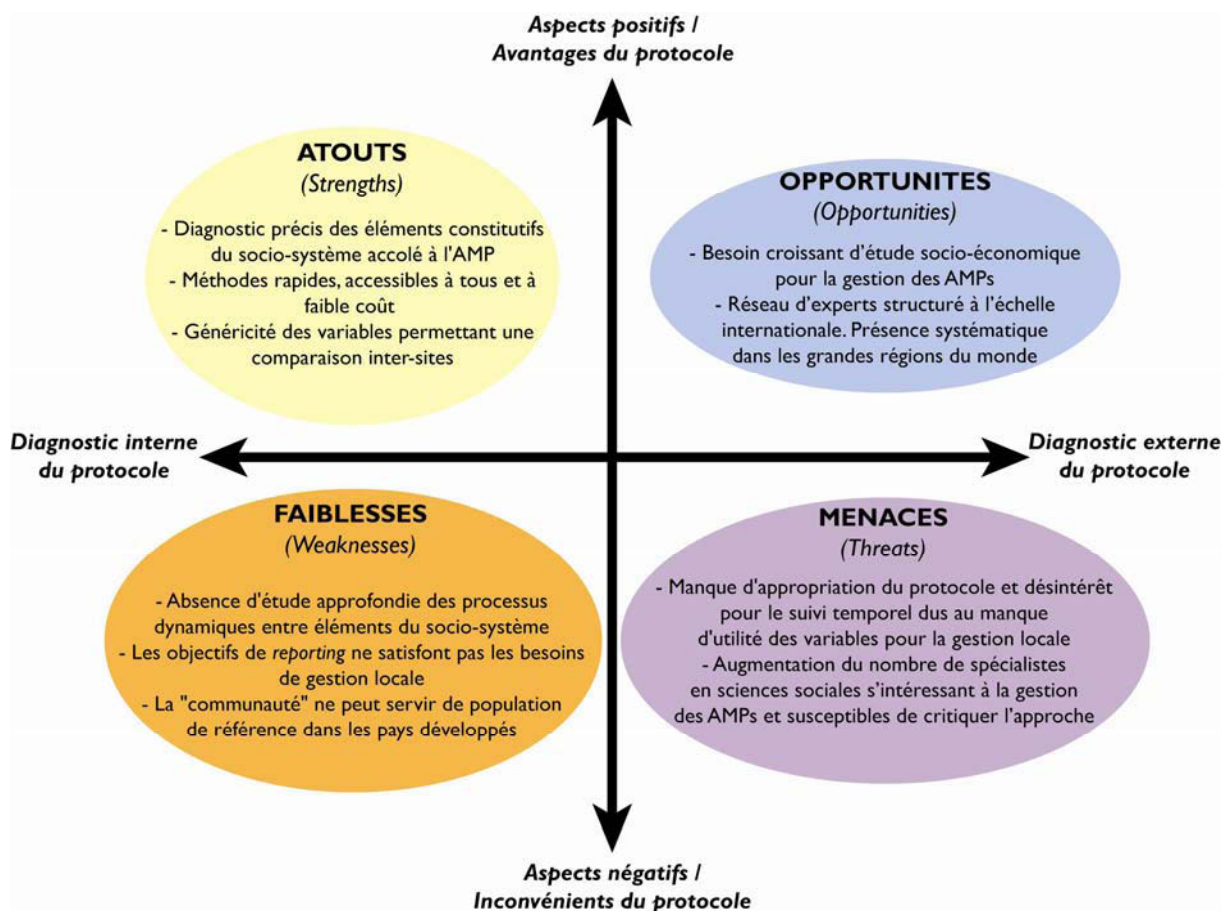 Aspects positifs /
Avantages du protocole
ATOUTS
(Strengths)
- Diagnostic précis des éléments constitutifs
du socio-système accolé à l'AMP
- Méthodes rapides, accessibles à tous et à
faible coût
- Généricité des variables permettant une
comparaison inter-sites
OPPORTUNITES
(Opportunities)
- Besoin croissant d’étude socio-économique
pour la gestion des AMPs
- Réseau d’experts structuré à l’échelle
internationale. Présence systématique
dans les grandes régions du monde
Diagnostic interne
du protocole
Diagnostic externe
du protocole
FAIBLESSES
(Weaknesses)
- Absence d'étude approfondie des processus
dynamiques entre éléments du socio-système
- Les objectifs de reporting ne satisfont pas les besoins
de gestion locale
- La "communauté" ne peut servir de population
de référence dans les pays développés
MENACES
(Threats)
- Manque d'appropriation du protocole et désintérêt
pour le suivi temporel dus au manque
d'utilité des variables pour la gestion locale
- Augmentation du nombre de spécialistes
en sciences sociales s’intéressant à la gestion
des AMPs et susceptibles de critiquer l’approche
Aspects négatifs /
Inconvénients du protocole